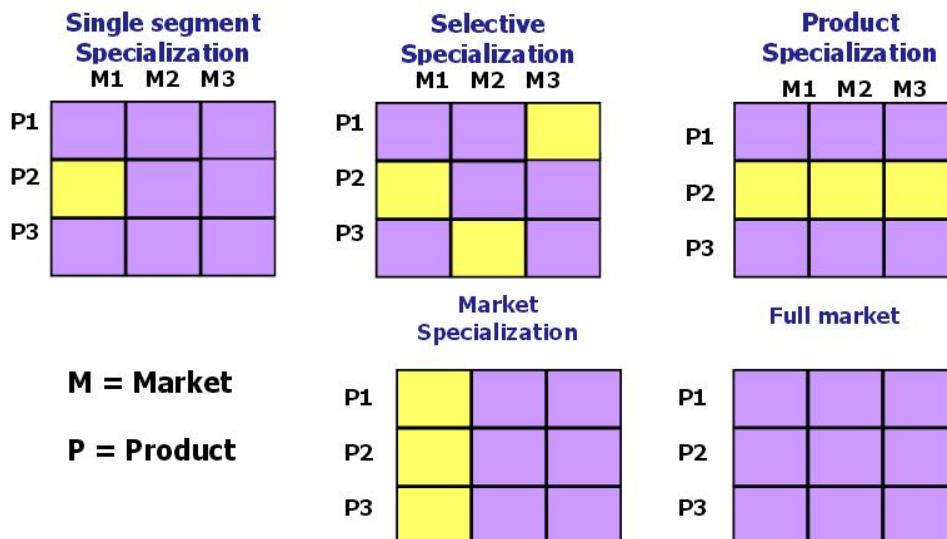 Single segment
Specialization
M1 M2 M3
P1
P2
P3
Selective
Specialization
M1 M2 M3
P1
P2
P3
Product
Specialization
M1 M2 M3
P1
P2
P3
M = Market
P = Product
Market
Specialization
P1
P2
P3
Full market
P1
P2
P3